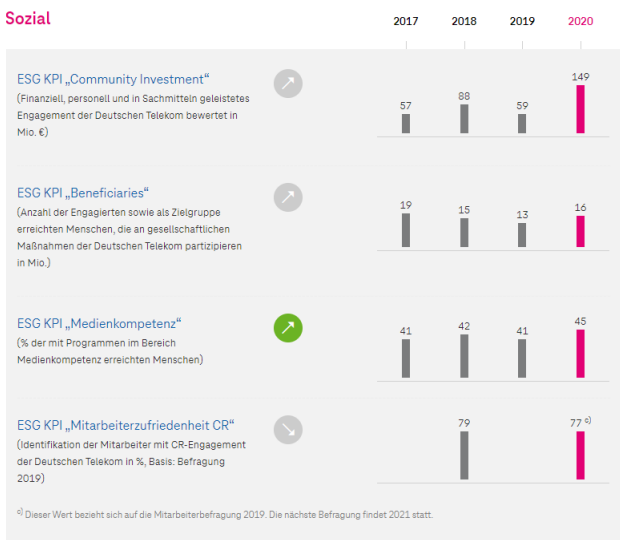 Sozial
2017 2018 2019 2020
ESG KPI „Community Investment“
(Finanziell, personell und in Sachmitteln geleistetes
Engagement der Deutschen Telekom bewertet in
Mio. €)
57 88 59 149
ESG KPI „Beneficiaries“
(Anzahl der Engagierten sowie als Zielgruppe
erreichten Menschen, die an gesellschaftlichen
Maßnahmen der Deutschen Telekom partizipieren
in Mio.)
19 15 13 16
ESG KPI „Medienkompetenz“
(% der mit Programmen im Bereich
Medienkompetenz erreichten Menschen)
41 42 41 45
ESG KPI „Mitarbeiterzufriedenheit CR“
(Identifikation der Mitarbeiter mit CR-Engagement
der Deutschen Telekom in %, Basis: Befragung
2019)
79 77 c)
c) Dieser Wert bezieht sich auf die Mitarbeiterbefragung 2019. Die nächste Befragung findet 2021 statt.